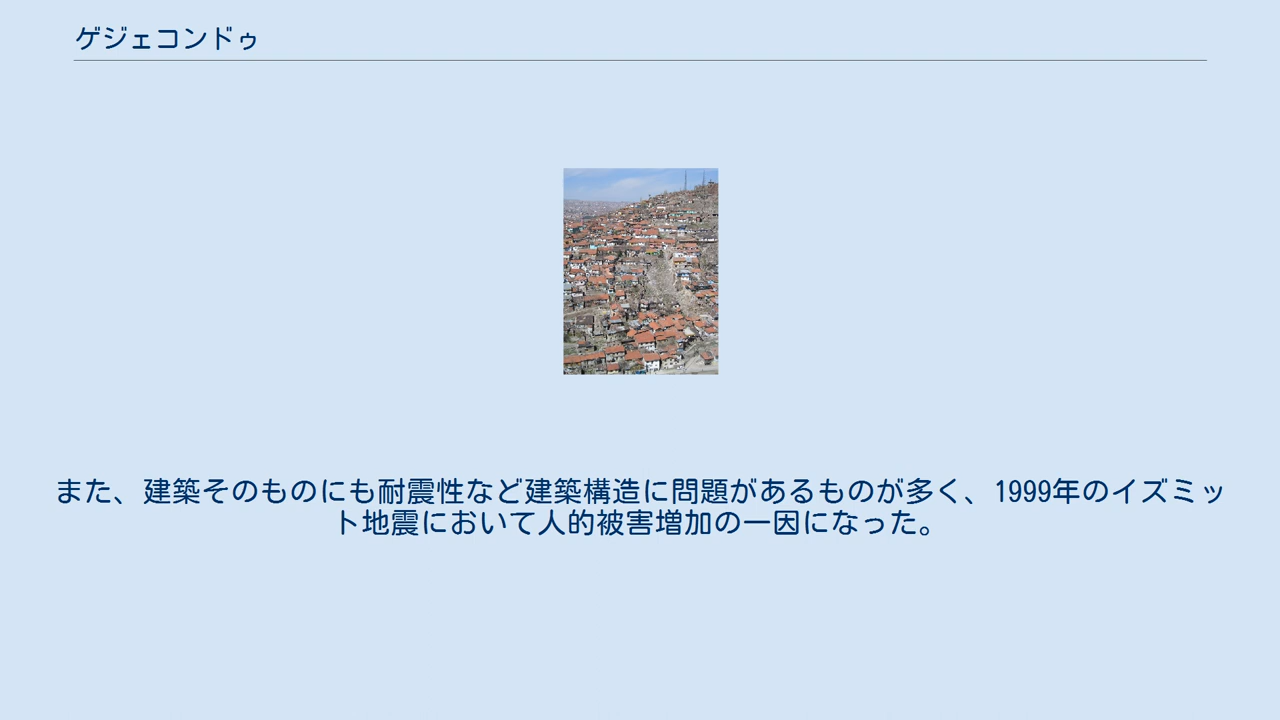 ゲジェコンドゥ
また、建築そのものにも耐震性など建築構造に問題があるものが多く、1999年のイズミッ
ト地震において人的被害増加の一因になった。